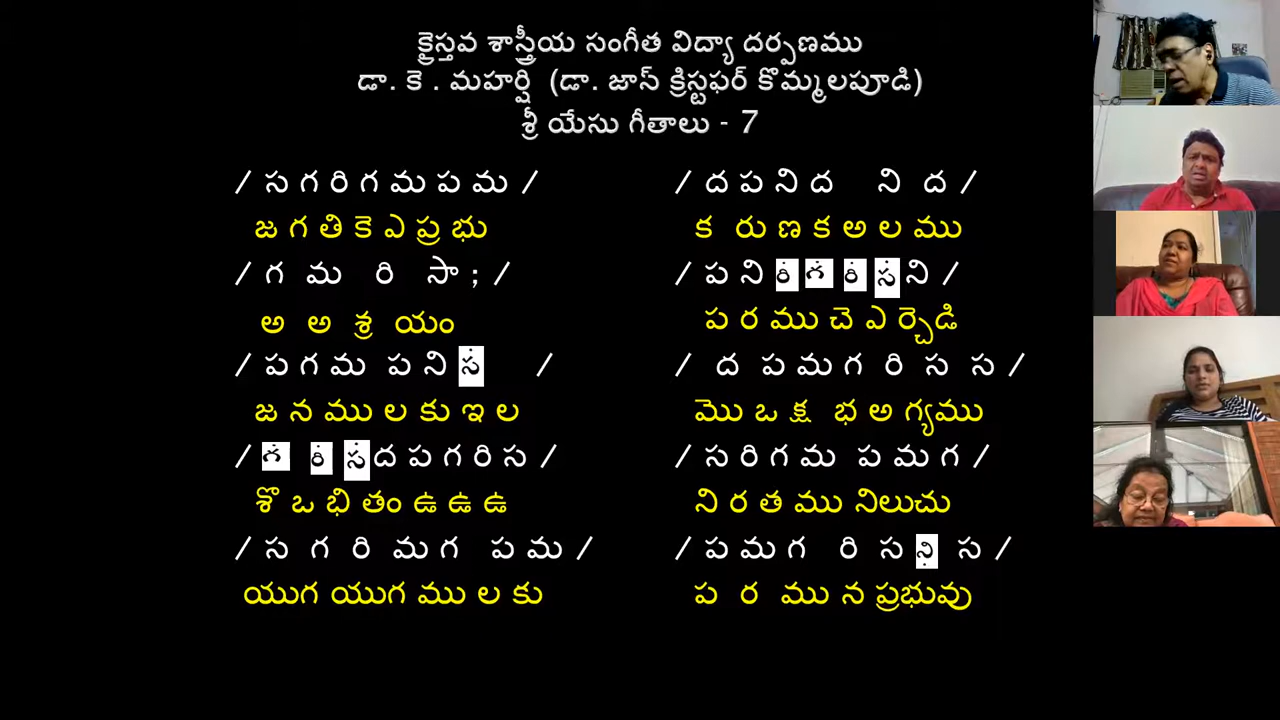 క్రైస్తవ శాస్త్రీయ సంగీత విద్యా దర్పణము
డా. కె . మహర్షి (డా. జాస్ క్రిస్టఫర్ కొమ్మలపూడి)
శ్రీ యేసు గీతాలు - 7
/ స గ రి గ మ ప మ /
జ గ తి కె ఎ ప్ర భు
/ గ మ రి సా ; /
అ అ శ్ర యం
/ ప గ మ ప ని స̇ /
జ న ము ల కు ఇ ల
/ గ̇ రి̇ స̇ ద ప గ రి స /
శొ ఒ భి తం ఉ ఉ ఉ
/ స గ రి మ గ ప మ /
యుగ యుగ ము ల కు
/ ద ప ని ద ని ద /
క రు ణ క అ ల ము
/ ప ని రి̇ గ̇ రి̇ స̇ ని /
ప ర ము చె ఎ ర్చెడి
/ ద ప మ గ రి స స /
మొ ఒ క్ష భ అ గ్యము
/ స రి గ మ ప మ గ /
ని ర త ము నిలుచు
/ ప మ గ రి స ని̣ స /
ప ర ము న ప్రభువు